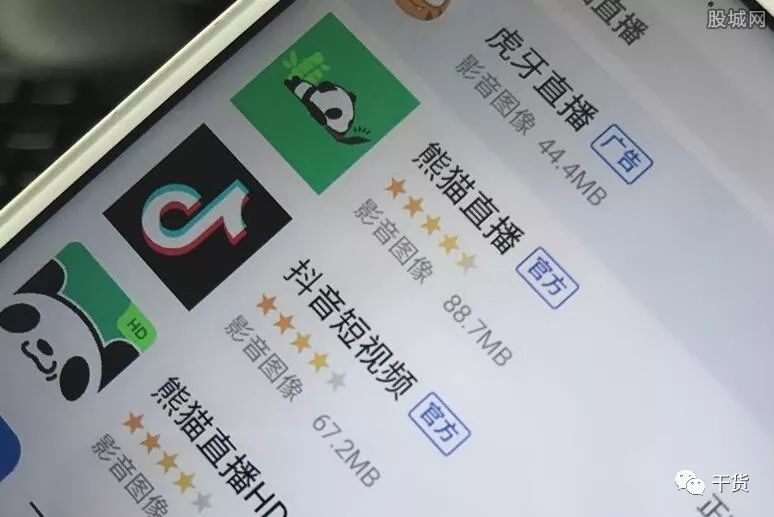 直播
股城网
虎牙直播 广告
影音图像 44.4MB
熊猫直播 官方
影音图像 88.7MB
抖音短视频 官方
影音图像 67.2MB
HD
熊猫直播HD
影音图像
干货